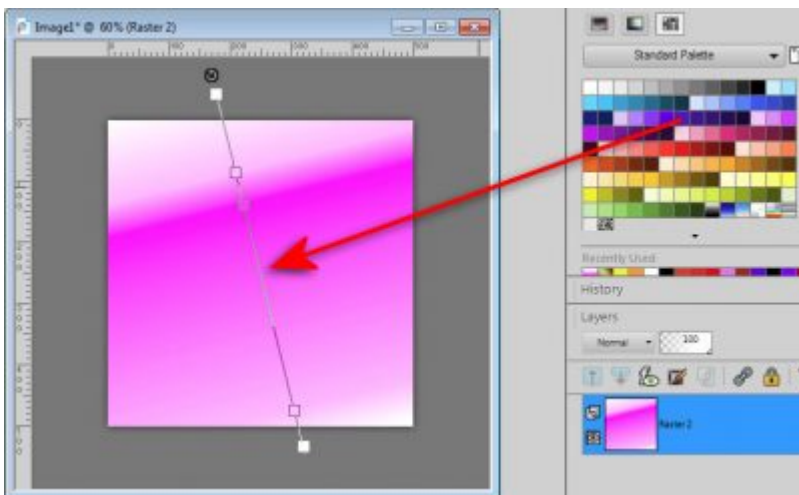 Image1* @ 60% (Raster 2)
Standard Palette
Recently Used:
History
Layers
Normal
100
Raster 2